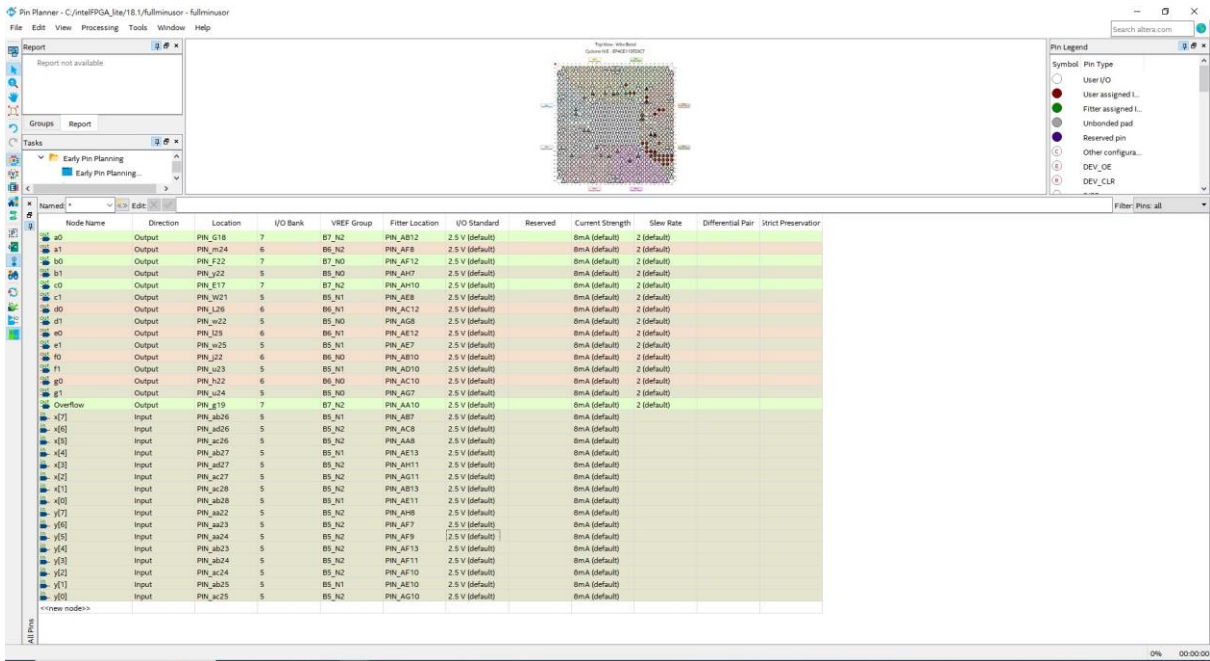 Pin Planner - C:/intelFPGA_lite/18.1/fullminusor - fullminusor
File Edit View Processing Tools Window Help
Search altera.com
Report
Report not available
Groups Report
Tasks
Early Pin Planning
Early Pin Planning...
Top View - Wire Bond
Pin Legend
Symbol Pin Type
User I/O
User assigned I...
Fitter assigned I...
Unbonded pad
Reserved pin
Other configura...
DEV_OE
DEV_CLR
Named: * Edit: Filter: Pins: all
Node Name Direction Location I/O Bank VREF Group Fitter Location I/O Standard Reserved Current Strength Slew Rate Differential Pair Strict Preservation
a0 Output PIN_G18 7 B7_N2 PIN_AB12 2.5 V (default) 8mA (default) 2 (default)
a1 Output PIN_m24 6 B6_N2 PIN_AF8 2.5 V (default) 8mA (default) 2 (default)
b0 Output PIN_F22 7 B7_N0 PIN_AF12 2.5 V (default) 8mA (default) 2 (default)
b1 Output PIN_y22 5 B5_N0 PIN_AH7 2.5 V (default) 8mA (default) 2 (default)
c0 Output PIN_E17 7 B7_N2 PIN_AH10 2.5 V (default) 8mA (default) 2 (default)
c1 Output PIN_W21 5 B5_N1 PIN_AE8 2.5 V (default) 8mA (default) 2 (default)
d0 Output PIN_L26 6 B6_N1 PIN_AC12 2.5 V (default) 8mA (default) 2 (default)
d1 Output PIN_w22 5 B5_N0 PIN_AG8 2.5 V (default) 8mA (default) 2 (default)
e0 Output PIN_l25 6 B6_N1 PIN_AE12 2.5 V (default) 8mA (default) 2 (default)
e1 Output PIN_w25 5 B5_N1 PIN_AE7 2.5 V (default) 8mA (default) 2 (default)
f0 Output PIN_j22 6 B6_N0 PIN_AB10 2.5 V (default) 8mA (default) 2 (default)
f1 Output PIN_u23 5 B5_N1 PIN_AD10 2.5 V (default) 8mA (default) 2 (default)
g0 Output PIN_h22 6 B6_N0 PIN_AC10 2.5 V (default) 8mA (default) 2 (default)
g1 Output PIN_u24 5 B5_N0 PIN_AG7 2.5 V (default) 8mA (default) 2 (default)
Overflow Output PIN_g19 7 B7_N2 PIN_AA10 2.5 V (default) 8mA (default) 2 (default)
x[7] Input PIN_ab26 5 B5_N1 PIN_AB7 2.5 V (default) 8mA (default)
x[6] Input PIN_ad26 5 B5_N2 PIN_AC8 2.5 V (default) 8mA (default)
x[5] Input PIN_ac26 5 B5_N2 PIN_AA8 2.5 V (default) 8mA (default)
x[4] Input PIN_ab27 5 B5_N1 PIN_AE13 2.5 V (default) 8mA (default)
x[3] Input PIN_ad27 5 B5_N2 PIN_AH11 2.5 V (default) 8mA (default)
x[2] Input PIN_ac27 5 B5_N2 PIN_AG11 2.5 V (default) 8mA (default)
x[1] Input PIN_ac28 5 B5_N2 PIN_AB13 2.5 V (default) 8mA (default)
x[0] Input PIN_ab28 5 B5_N1 PIN_AE11 2.5 V (default) 8mA (default)
y[7] Input PIN_aa22 5 B5_N2 PIN_AH8 2.5 V (default) 8mA (default)
y[6] Input PIN_aa23 5 B5_N2 PIN_AF7 2.5 V (default) 8mA (default)
y[5] Input PIN_aa24 5 B5_N2 PIN_AF9 2.5 V (default) 8mA (default)
y[4] Input PIN_ab23 5 B5_N2 PIN_AF13 2.5 V (default) 8mA (default)
y[3] Input PIN_ab24 5 B5_N2 PIN_AF11 2.5 V (default) 8mA (default)
y[2] Input PIN_ac24 5 B5_N2 PIN_AF10 2.5 V (default) 8mA (default)
y[1] Input PIN_ab25 5 B5_N1 PIN_AE10 2.5 V (default) 8mA (default)
y[0] Input PIN_ac25 5 B5_N2 PIN_AG10 2.5 V (default) 8mA (default)
<<new node>>
All Pins
0% 00:00:00